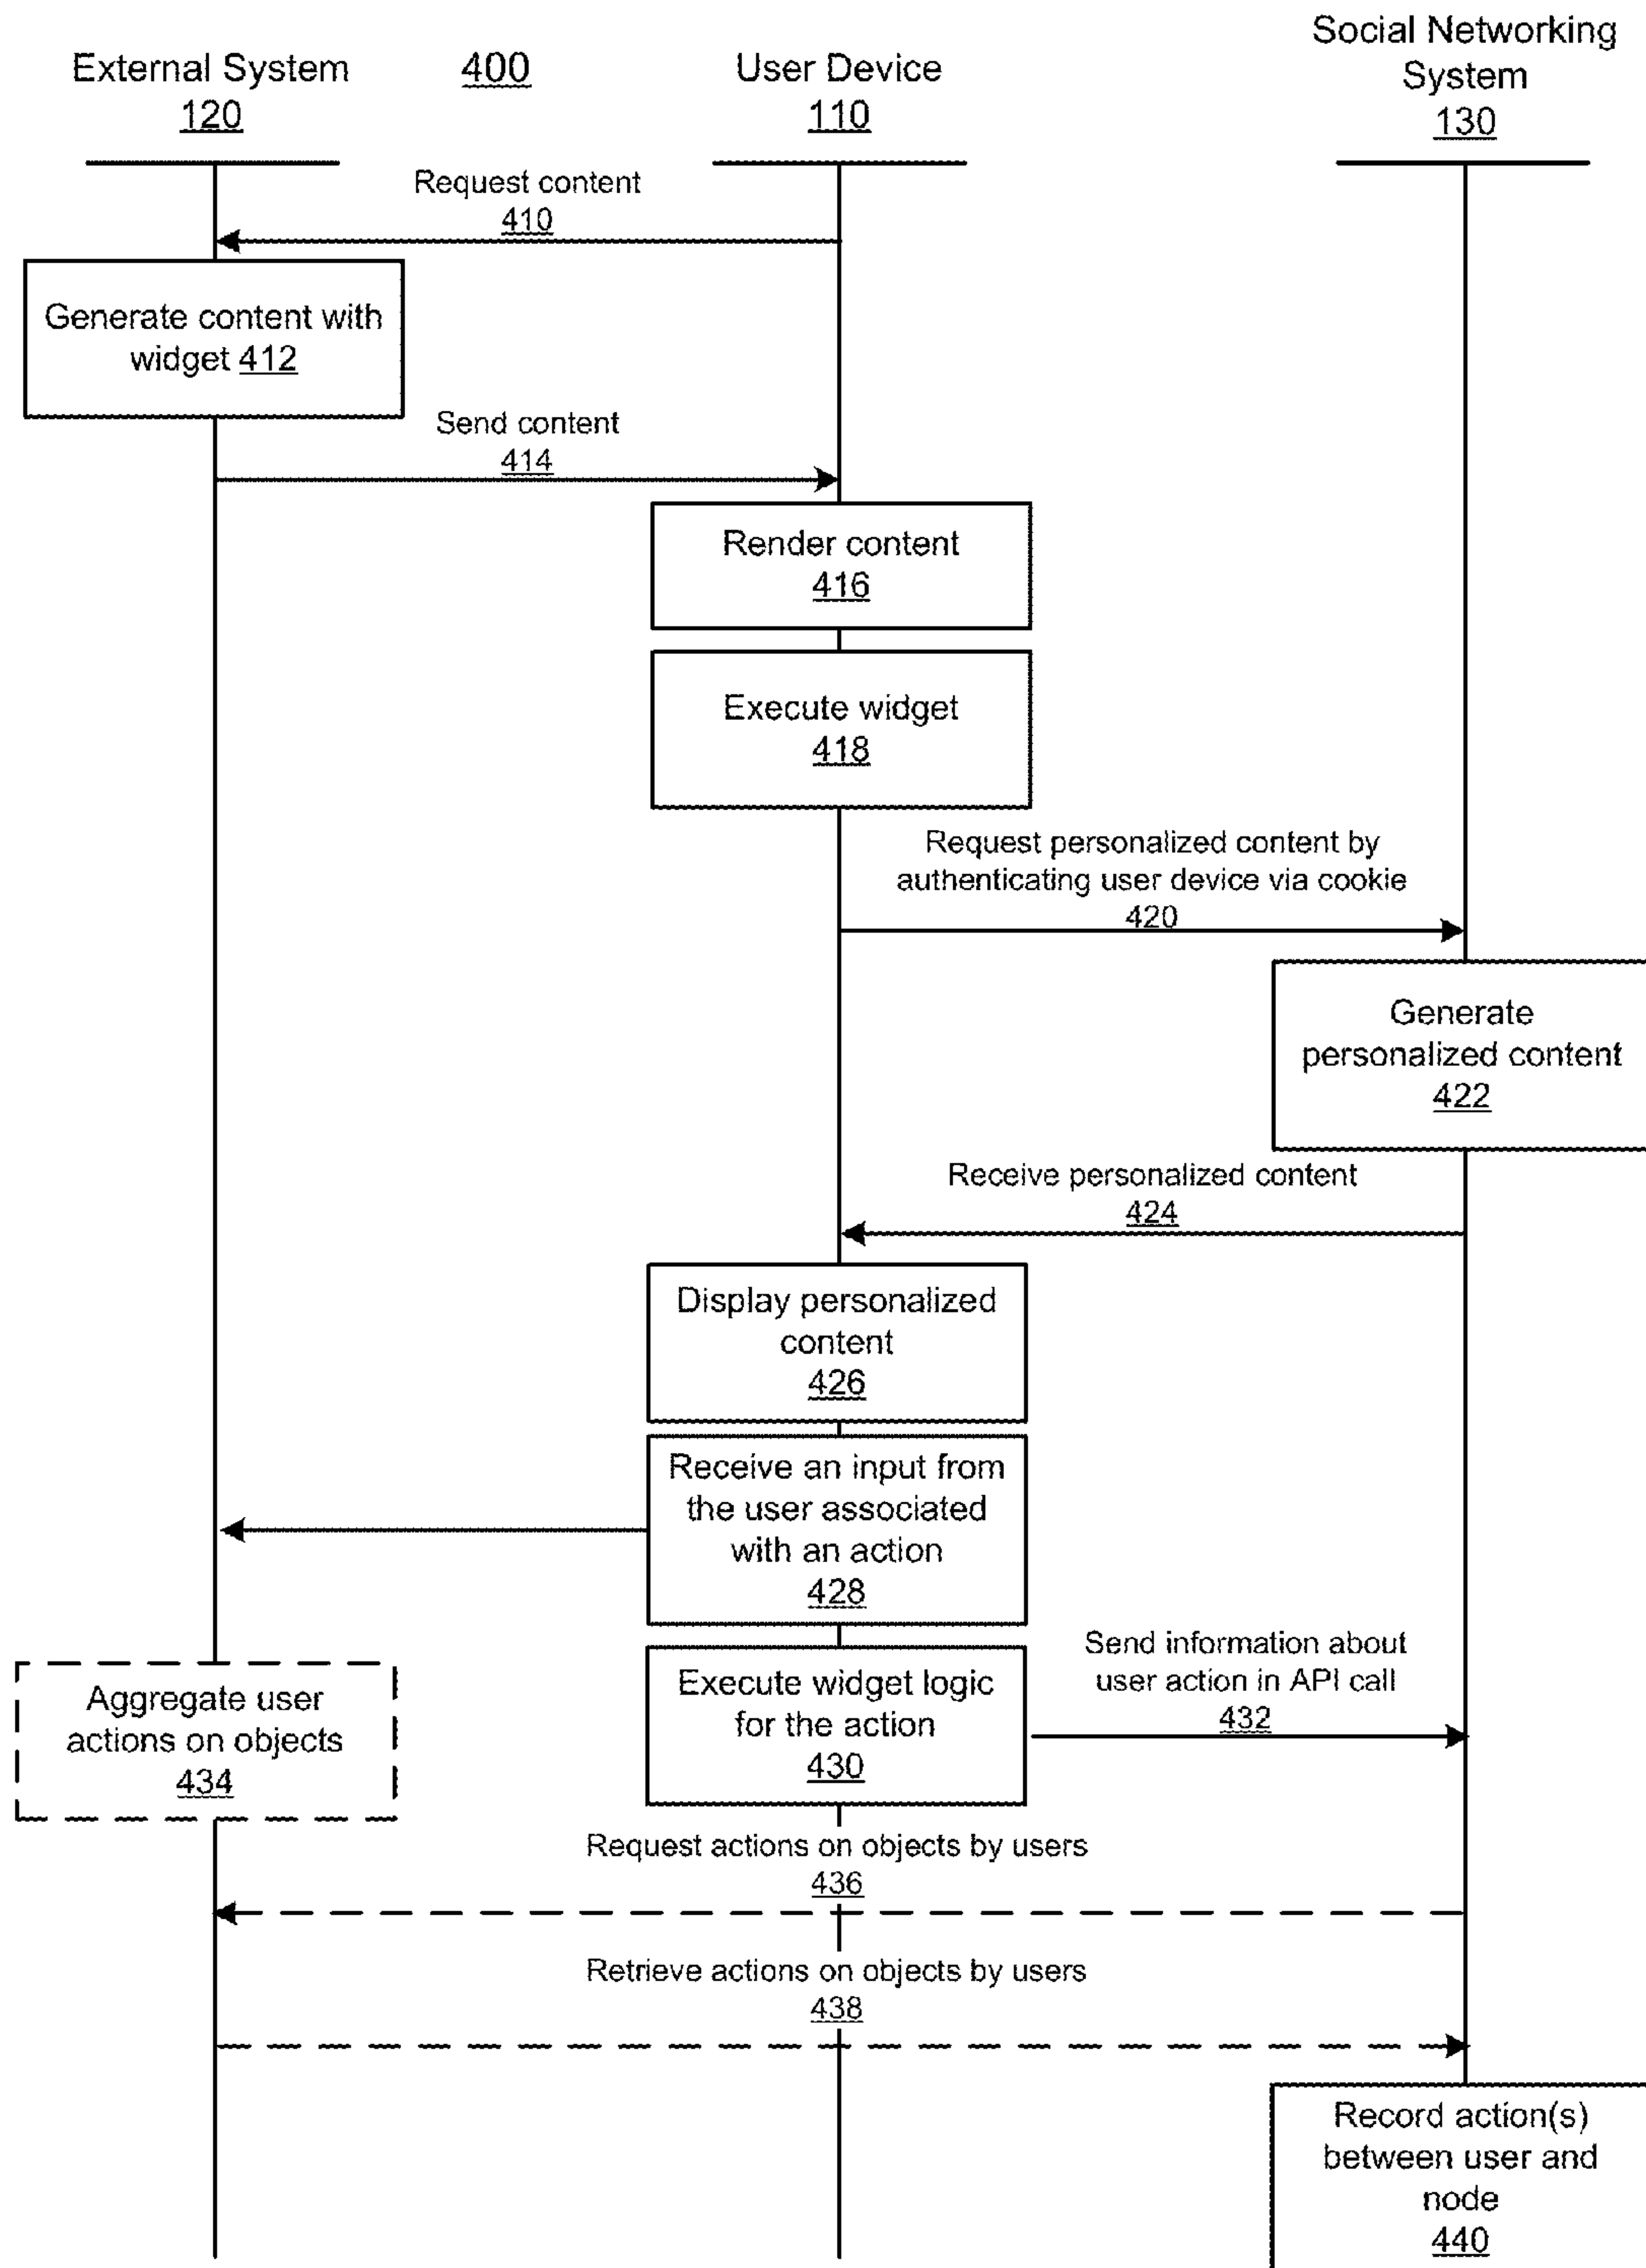 External System
120
400
User Device
110
Social Networking
System
130
Request content
410
Generate content with
widget 412
Send content
414
Render content
416
Execute widget
418
Request personalized content by
authenticating user device via cookie
420
Generate
personalized content
422
Receive personalized content
424
Display personalized
content
426
Receive an input from
the user associated
with an action
428
Send information about
user action in API call
432
Aggregate user
actions on objects
434
Execute widget logic
for the action
430
Request actions on objects by users
436
Retrieve actions on objects by users
438
Record action(s)
between user and
node
440